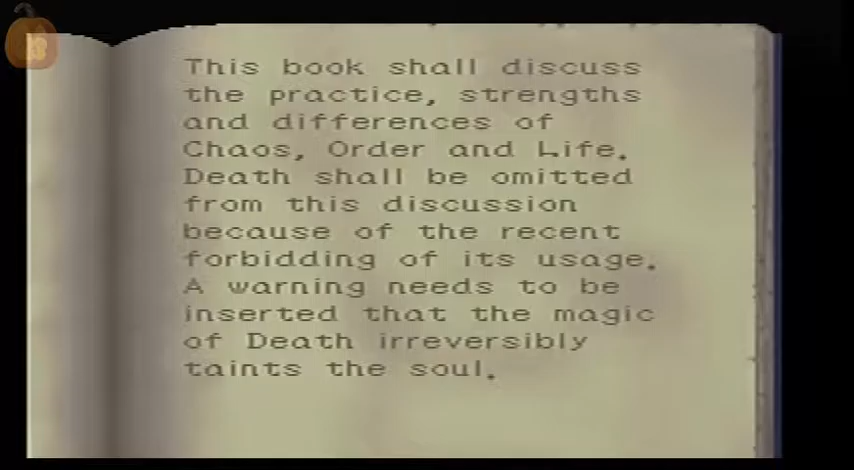 This book shall discuss
the practice, strengths
and differences of
Chaos, Order and Life.
Death shall be omitted
from this discussion
because of the recent
forbidding of its usage.
A warning needs to be
inserted that the magic
of Death irreversibly
taints the soul.